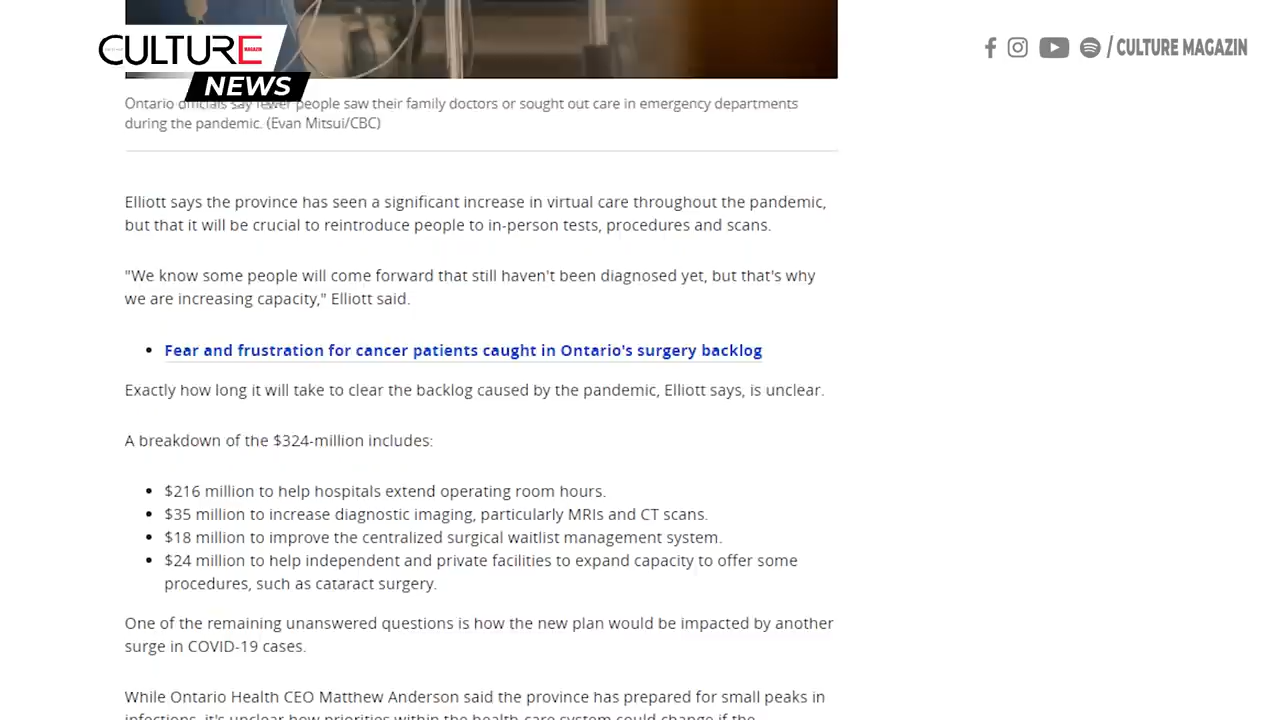 CULTURE
MAGAZIN
NEWS
/ CULTURE MAGAZIN
Ontario officials say fewer people saw their family doctors or sought out care in emergency departments
during the pandemic. (Evan Mitsui/CBC)
Elliott says the province has seen a significant increase in virtual care throughout the pandemic,
but that it will be crucial to reintroduce people to in-person tests, procedures and scans.
"We know some people will come forward that still haven't been diagnosed yet, but that's why
we are increasing capacity," Elliott said.
• Fear and frustration for cancer patients caught in Ontario's surgery backlog
Exactly how long it will take to clear the backlog caused by the pandemic, Elliott says, is unclear.
A breakdown of the $324-million includes:
• $216 million to help hospitals extend operating room hours.
• $35 million to increase diagnostic imaging, particularly MRIs and CT scans.
• $18 million to improve the centralized surgical waitlist management system.
• $24 million to help independent and private facilities to expand capacity to offer some
procedures, such as cataract surgery.
One of the remaining unanswered questions is how the new plan would be impacted by another
surge in COVID-19 cases.
While Ontario Health CEO Matthew Anderson said the province has prepared for small peaks in
infections, it's unclear how priorities within the health-care system could change if the